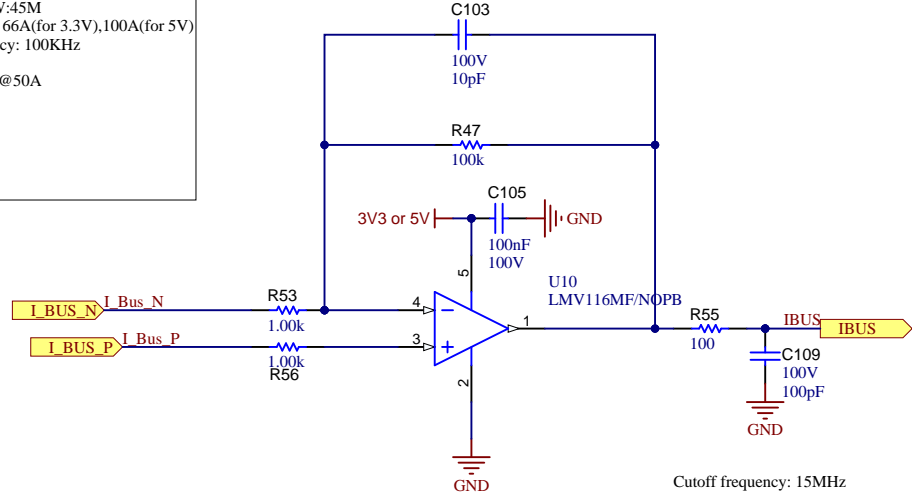 :45M
66A(for 3.3V),100A(for 5V)
cy: 100KHz
@50A
C103
100V
10pF
R47
100k
C105
3V3 or 5V
GND
100nF
100V
5
U10
LMV116MF/NOPB
I_BUS_N
I_Bus_N
R53
1.00k
4
1
R55
100
IBUS
IBUS
I_BUS_P
I_Bus_P
1.00k
R56
3
2
C109
100V
100pF
GND
GND
Cutoff frequency: 15MHz